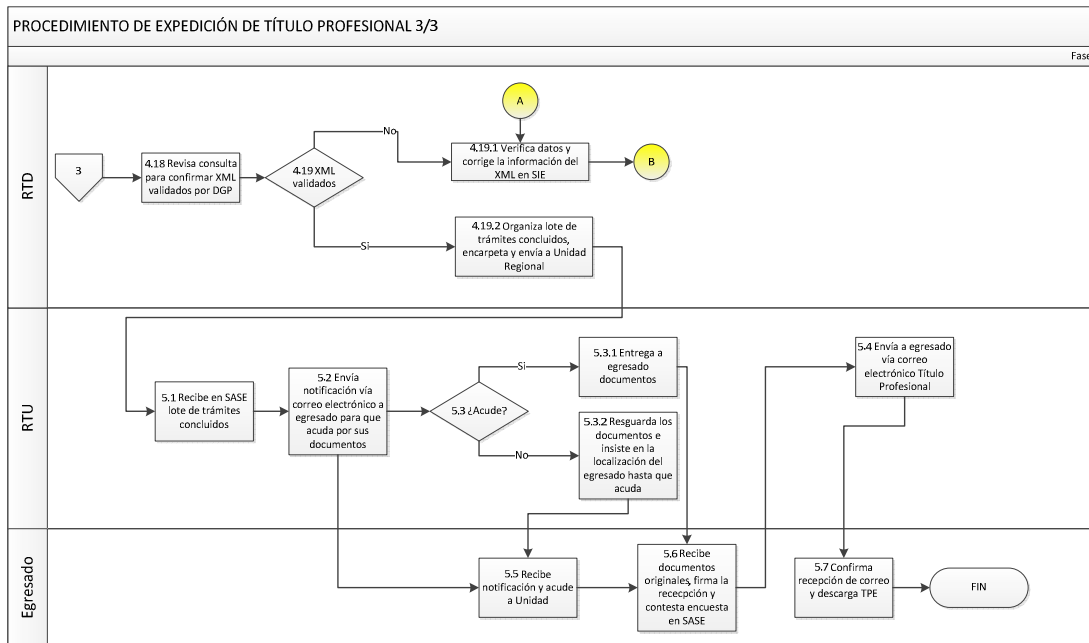 PROCEDIMIENTO DE EXPEDICIÓN DE TÍTULO PROFESIONAL 3/3
Fase
RTD
3
4.18 Revisa consulta
para confirmar XML
validados por DGP
4.19 XML
validados
No
Si
A
4.19.1 Verifica datos y
corrige la información del
XML en SIE
B
4.19.2 Organiza lote de
trámites concluidos,
encarpeta y envía a Unidad
Regional
RTU
5.1 Recibe en SASE
lote de trámites
concluidos
5.2 Envía
notificación vía
correo electrónico a
egresado para que
acuda por sus
documentos
5.3 ¿Acude?
Si
No
5.3.1 Entrega a
egresado
documentos
5.3.2 Resguarda los
documentos e
insiste en la
localización del
egresado hasta que
acuda
5.4 Envía a egresado
vía correo
electrónico Título
Profesional
Egresado
5.5 Recibe
notificación y acude
a Unidad
5.6 Recibe
documentos
originales, firma la
rececpción y
contesta encuesta
en SASE
5.7 Confirma
recepción de correo
y descarga TPE
FIN